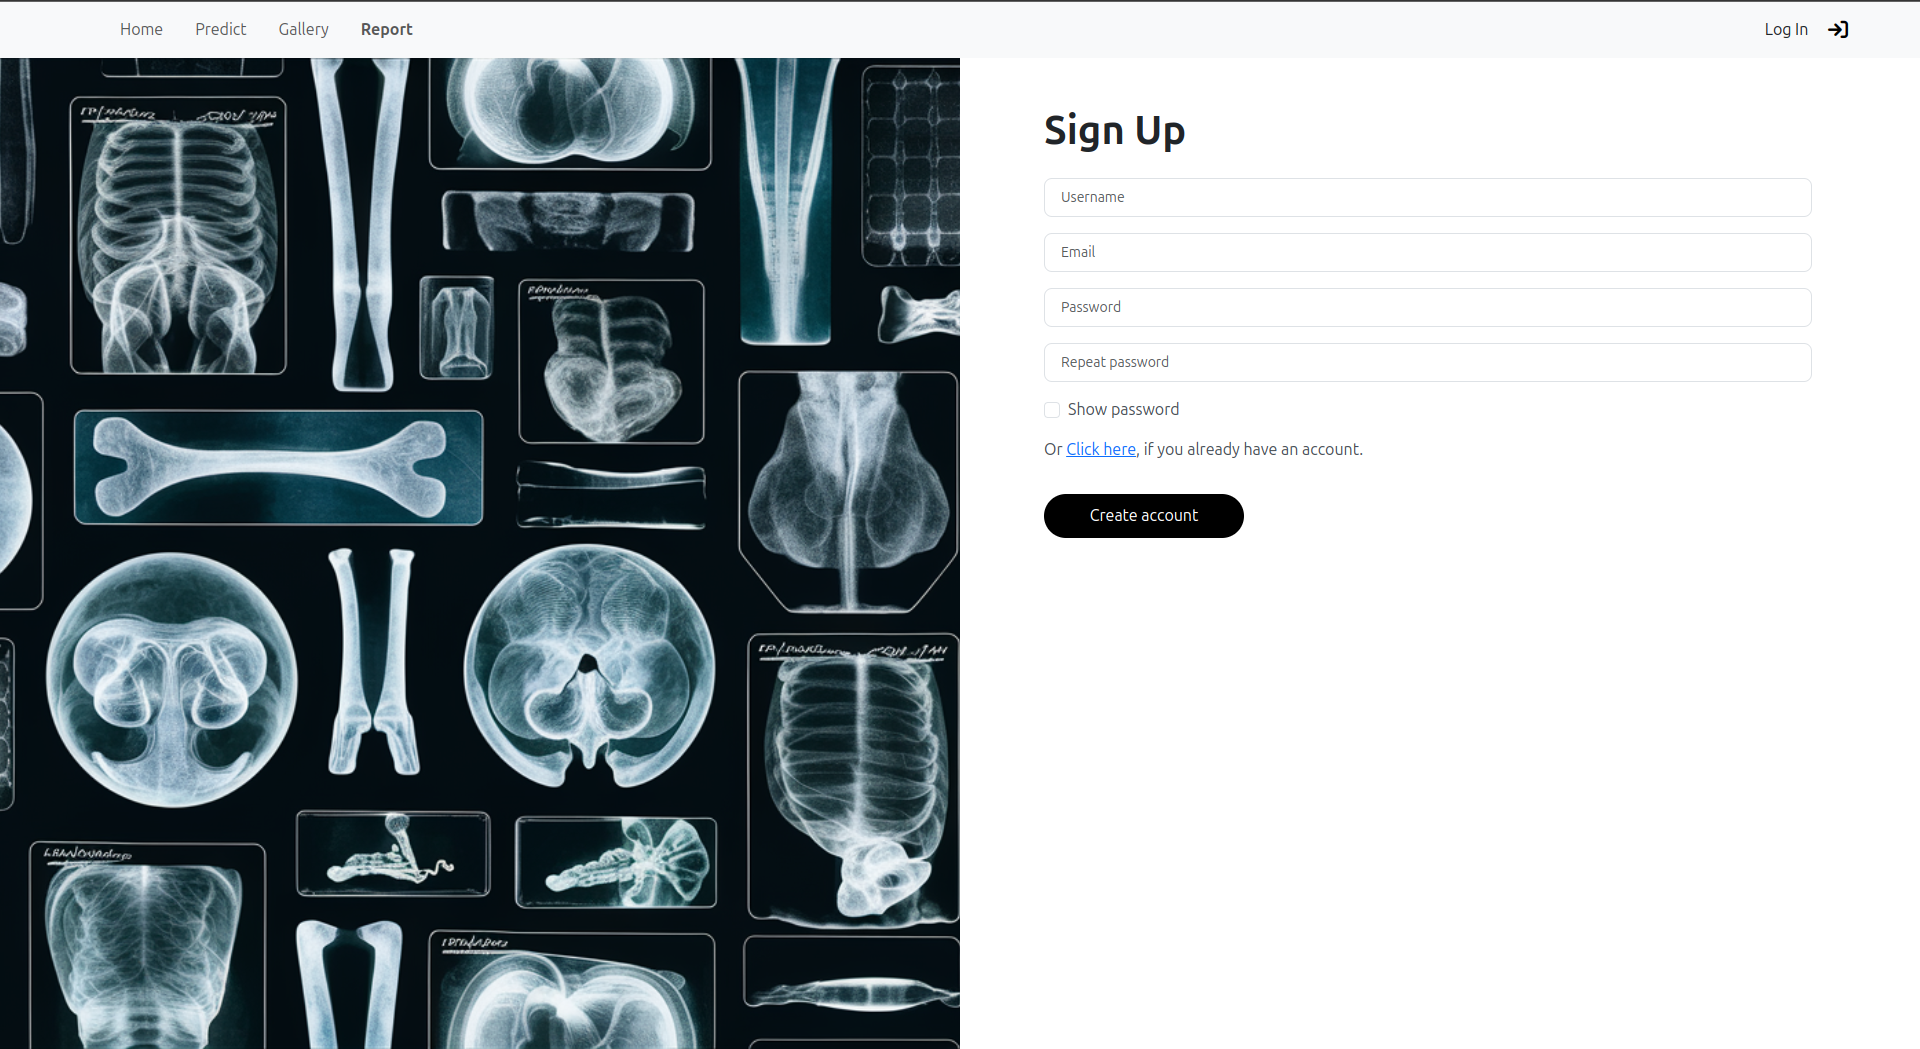 Home Predict Gallery Report Log In
Sign Up
Username
Email
Password
Repeat password
Show password
Or Click here, if you already have an account.
Create account